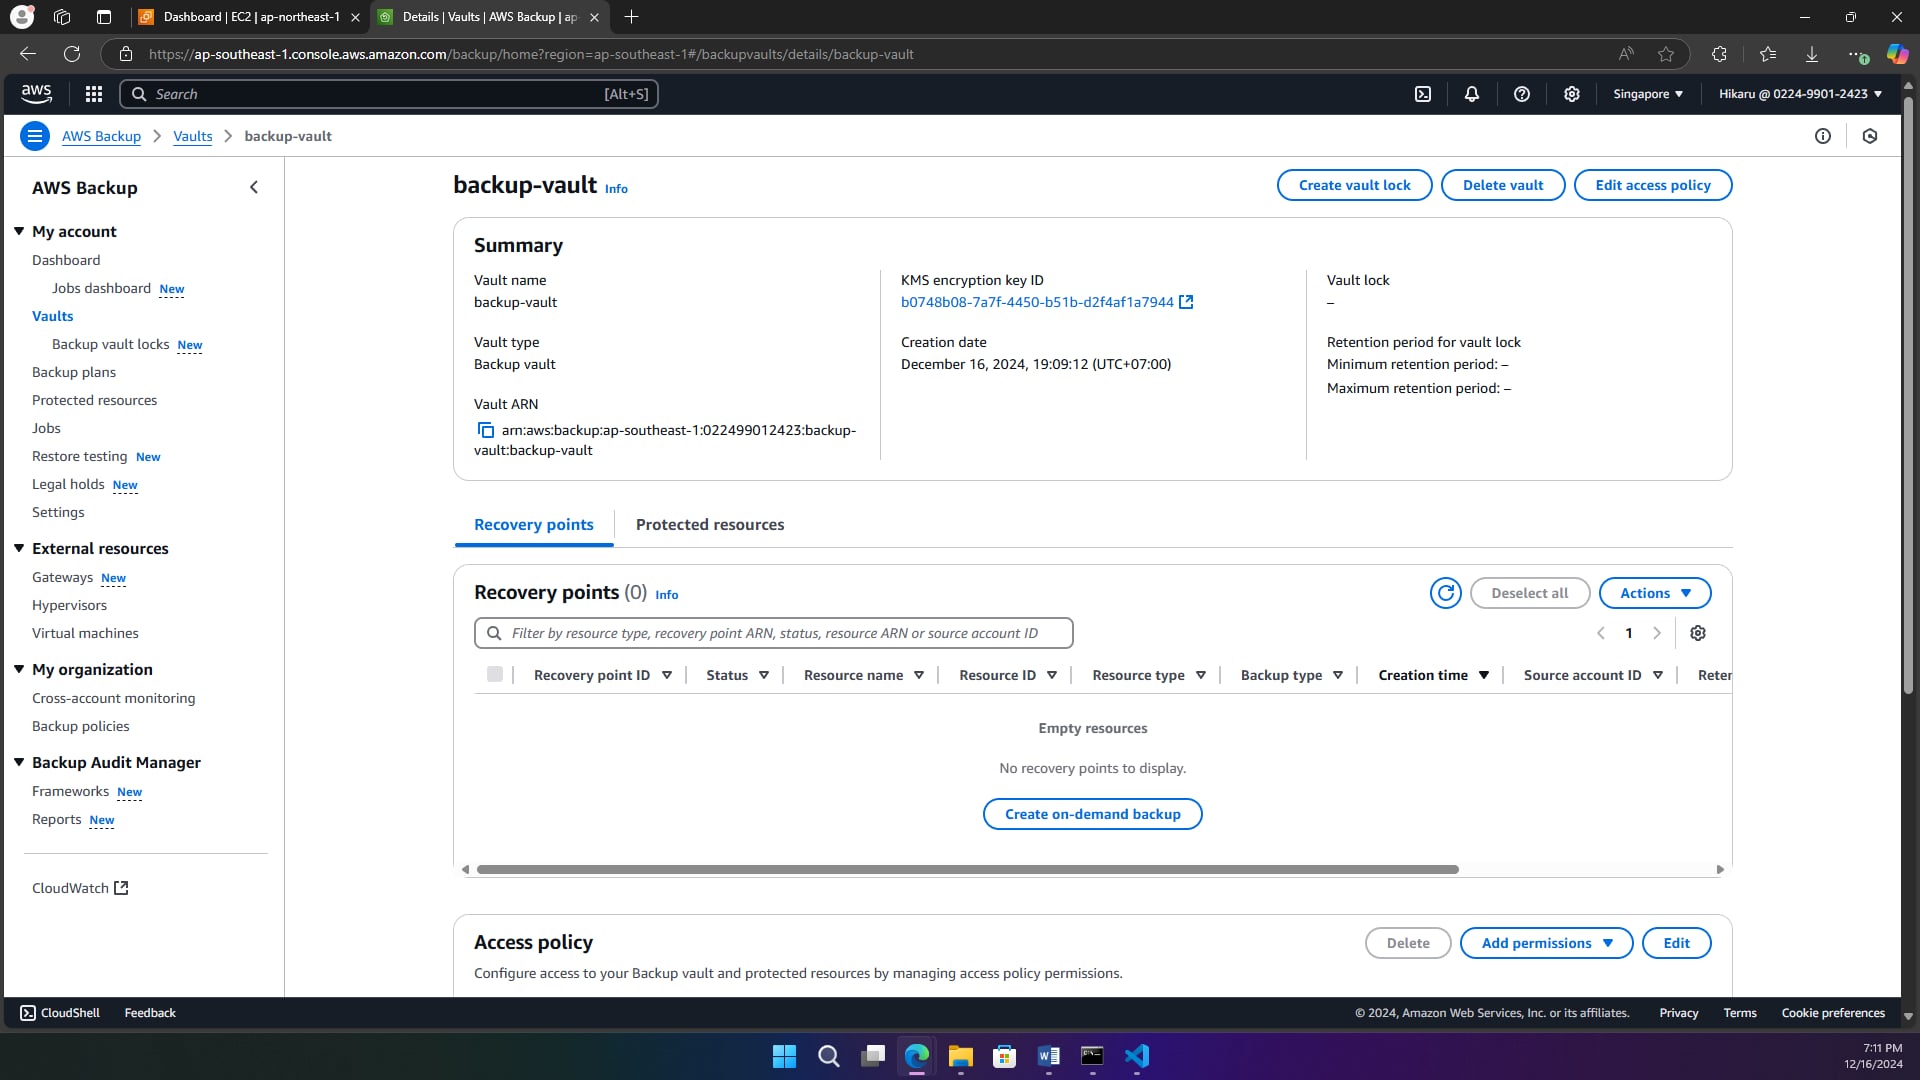 Dashboard | EC2 | ap-northeast-1
Details | Vaults | AWS Backup | ap-
https://ap-southeast-1.console.aws.amazon.com/backup/home?region=ap-southeast-1#/backupvaults/details/backup-vault
aws
Search
[Alt+S]
Singapore
Hikaru @ 0224-9901-2423
AWS Backup
Vaults
backup-vault
AWS Backup
My account
Dashboard
Jobs dashboard New
Vaults
Backup vault locks New
Backup plans
Protected resources
Jobs
Restore testing New
Legal holds New
Settings
External resources
Gateways New
Hypervisors
Virtual machines
My organization
Cross-account monitoring
Backup policies
Backup Audit Manager
Frameworks New
Reports New
CloudWatch
backup-vault Info
Create vault lock
Delete vault
Edit access policy
Summary
Vault name
backup-vault
Vault type
Backup vault
Vault ARN
arn:aws:backup:ap-southeast-1:022499012423:backup-
vault:backup-vault
KMS encryption key ID
b0748b08-7a7f-4450-b51b-d2f4af1a7944
Creation date
December 16, 2024, 19:09:12 (UTC+07:00)
Vault lock
–
Retention period for vault lock
Minimum retention period: –
Maximum retention period: –
Recovery points
Protected resources
Recovery points (0) Info
Deselect all
Actions
Filter by resource type, recovery point ARN, status, resource ARN or source account ID
1
Recovery point ID
Status
Resource name
Resource ID
Resource type
Backup type
Creation time
Source account ID
Reter
Empty resources
No recovery points to display.
Create on-demand backup
Access policy
Delete
Add permissions
Edit
Configure access to your Backup vault and protected resources by managing access policy permissions.
CloudShell
Feedback
© 2024, Amazon Web Services, Inc. or its affiliates.
Privacy
Terms
Cookie preferences
7:11 PM
12/16/2024